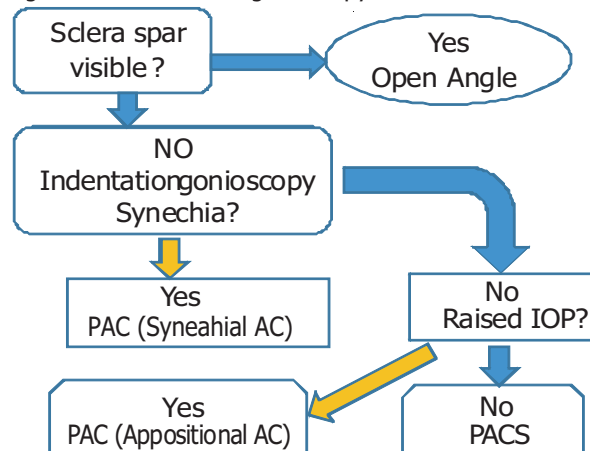 Sclera spar
visible ?
Yes
Open Angle
NO
Indentationgonioscopy
Synechia?
Yes
PAC (Syneahial AC)
No
Raised IOP?
Yes
PAC (Appositional AC)
No
PACS